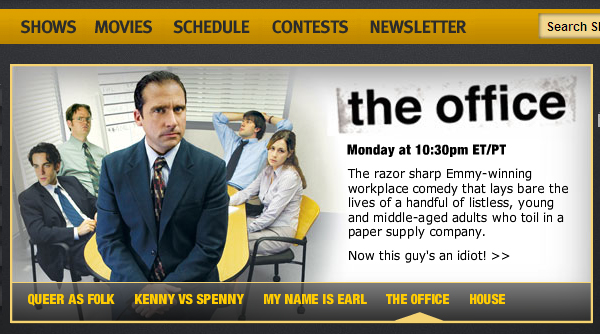 SHOWS MOVIES SCHEDULE CONTESTS NEWSLETTER Search S
the office
Monday at 10:30pm ET/PT
The razor sharp Emmy-winning
workplace comedy that lays bare the
lives of a handful of listless, young
and middle-aged adults who toil in a
paper supply company.
Now this guy's an idiot! >>
QUEER AS FOLK KENNY VS SPENNY MY NAME IS EARL THE OFFICE HOUSE